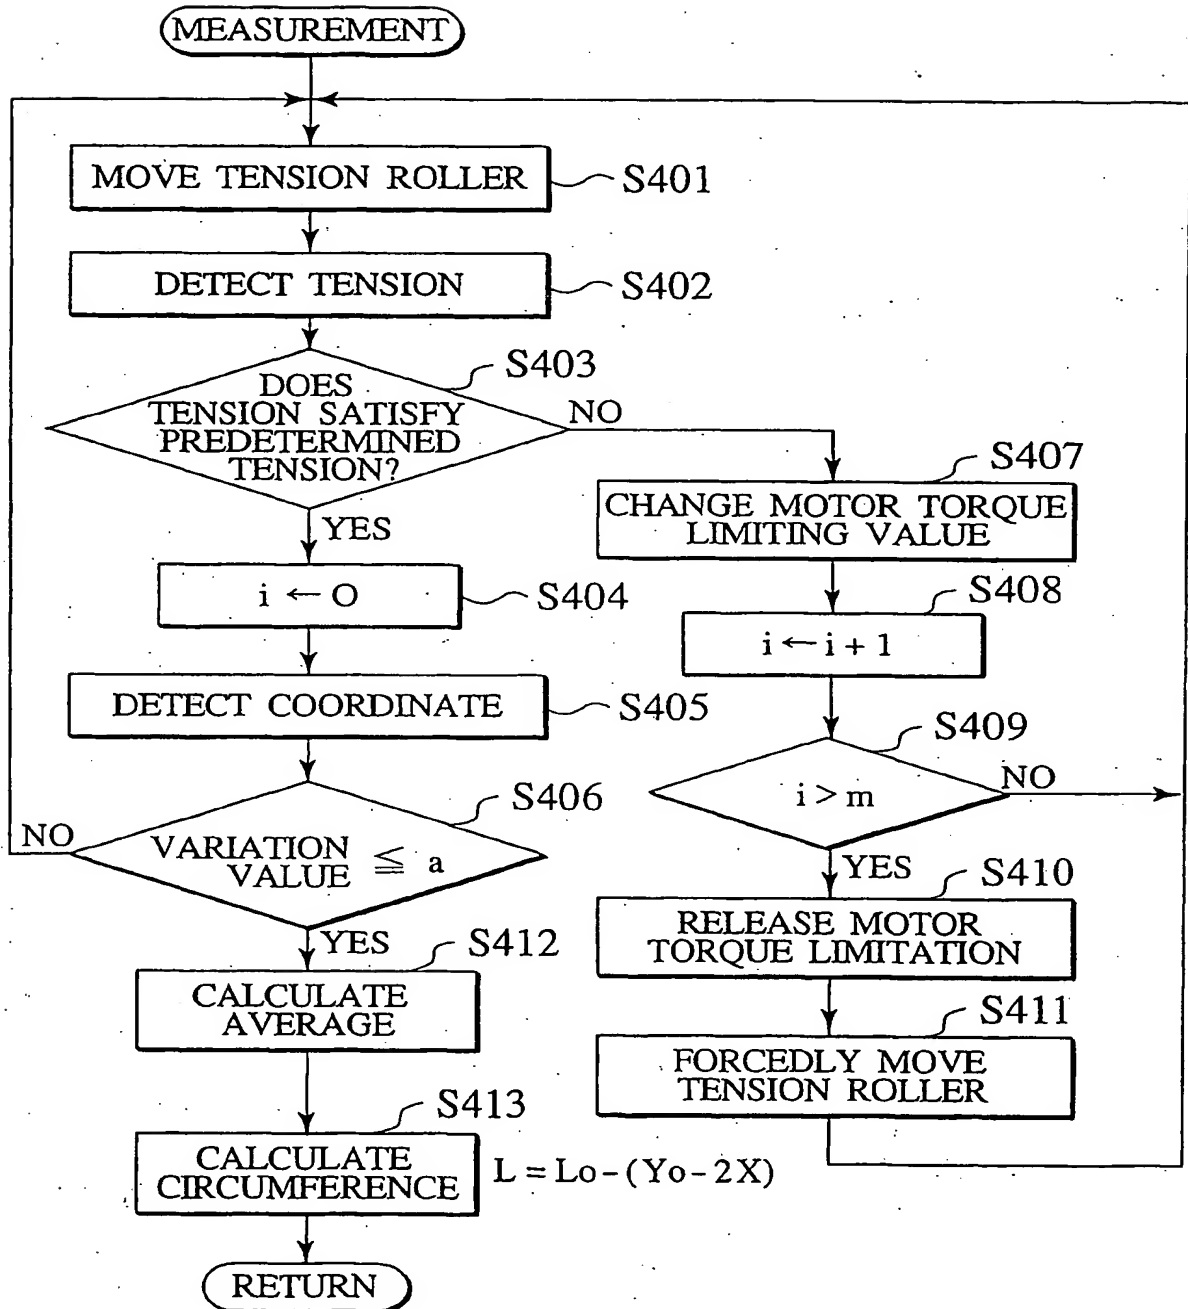 MEASUREMENT
MOVE TENSION ROLLER
S401
DETECT TENSION
S402
S403
DOES
TENSION SATISFY
PREDETERMINED
TENSION?
NO
YES
S407
CHANGE MOTOR TORQUE
LIMITING VALUE
i ← O
S404
S408
i ← i + 1
DETECT COORDINATE
S405
S409
i > m
NO
YES
S406
NO
VARIATION
VALUE ≦ a
YES
S410
RELEASE MOTOR
TORQUE LIMITATION
S412
CALCULATE
AVERAGE
S411
FORCEDLY MOVE
TENSION ROLLER
S413
CALCULATE
CIRCUMFERENCE
L = Lo - (Yo - 2X)
RETURN